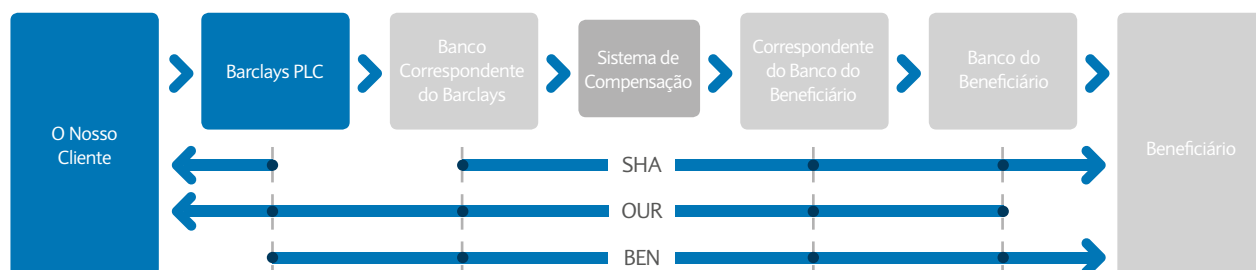 O Nosso
Cliente
Barclays PLC
Banco
Correspondente
do Barclays
Sistema de
Compensação
Correspondente
do Banco do
Beneficiário
Banco do
Beneficiário
Beneficiário
SHA
OUR
BEN